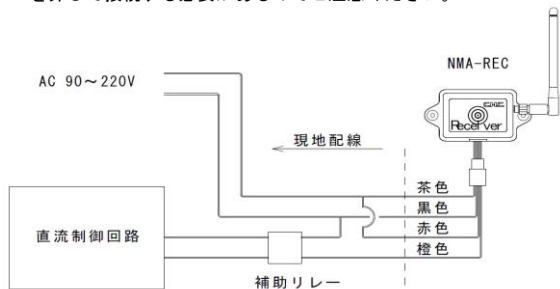 NMA-REC
AC 90～220V
Receiver
現地配線
茶色
黒色
赤色
橙色
直流制御回路
補助リレー